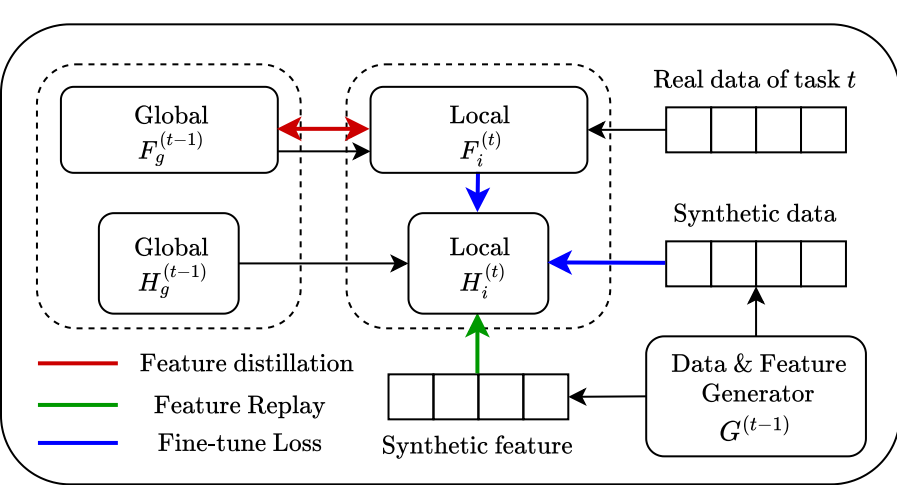 Real data of task t
Global
F_g^{(t−1)}
Local
F_i^{(t)}
Synthetic data
Global
H_g^{(t−1)}
Local
H_i^{(t)}
Feature distillation
Feature Replay
Fine-tune Loss
Synthetic feature
Data & Feature
Generator
G^{(t−1)}